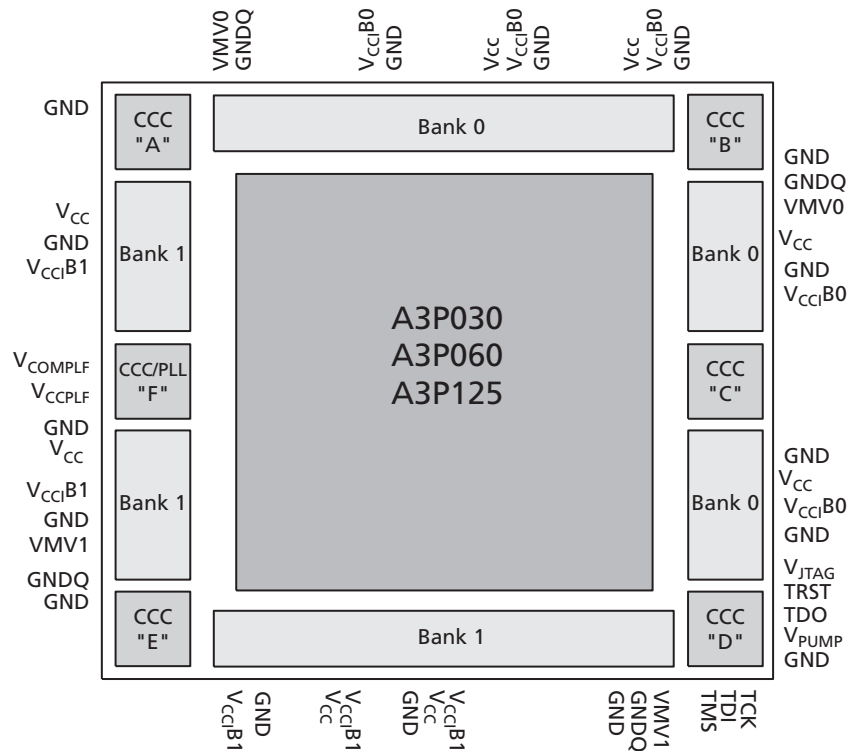 VMV0
GNDQ
VCCIB0
GND
Vcc
VCCIB0
GND
Vcc
VCCIB0
GND
GND
CCC
"A"
Bank 0
CCC
"B"
GND
GNDQ
VMV0
VCC
GND
VCCIB1
Bank 1
Bank 0
VCC
GND
VCCIB0
A3P030
A3P060
A3P125
VCOMPLF
VCCPLF
CCC/PLL
"F"
CCC
"C"
GND
VCC
VCCIB1
GND
VMV1
Bank 1
Bank 0
GND
VCC
VCCIB0
GND
GNDQ
GND
CCC
"E"
Bank 1
CCC
"D"
VJTAG
TRST
TDO
VPUMP
GND
VCCIB1
GND
VCC
VCCIB1
GND
VCC
VCCIB1
GND
GNDQ
VMV1
TMS
TDI
TCK